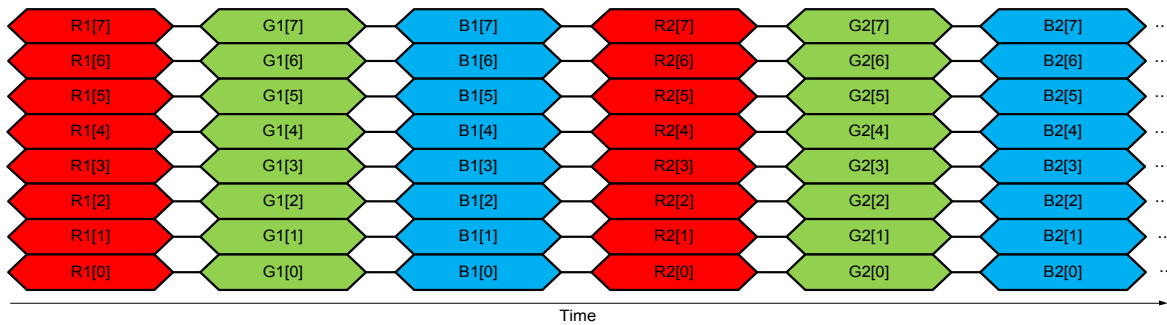 R1[7] G1[7] B1[7] R2[7] G2[7] B2[7] ...
R1[6] G1[6] B1[6] R2[6] G2[6] B2[6] ...
R1[5] G1[5] B1[5] R2[5] G2[5] B2[5] ...
R1[4] G1[4] B1[4] R2[4] G2[4] B2[4] ...
R1[3] G1[3] B1[3] R2[3] G2[3] B2[3] ...
R1[2] G1[2] B1[2] R2[2] G2[2] B2[2] ...
R1[1] G1[1] B1[1] R2[1] G2[1] B2[1] ...
R1[0] G1[0] B1[0] R2[0] G2[0] B2[0] ...
Time